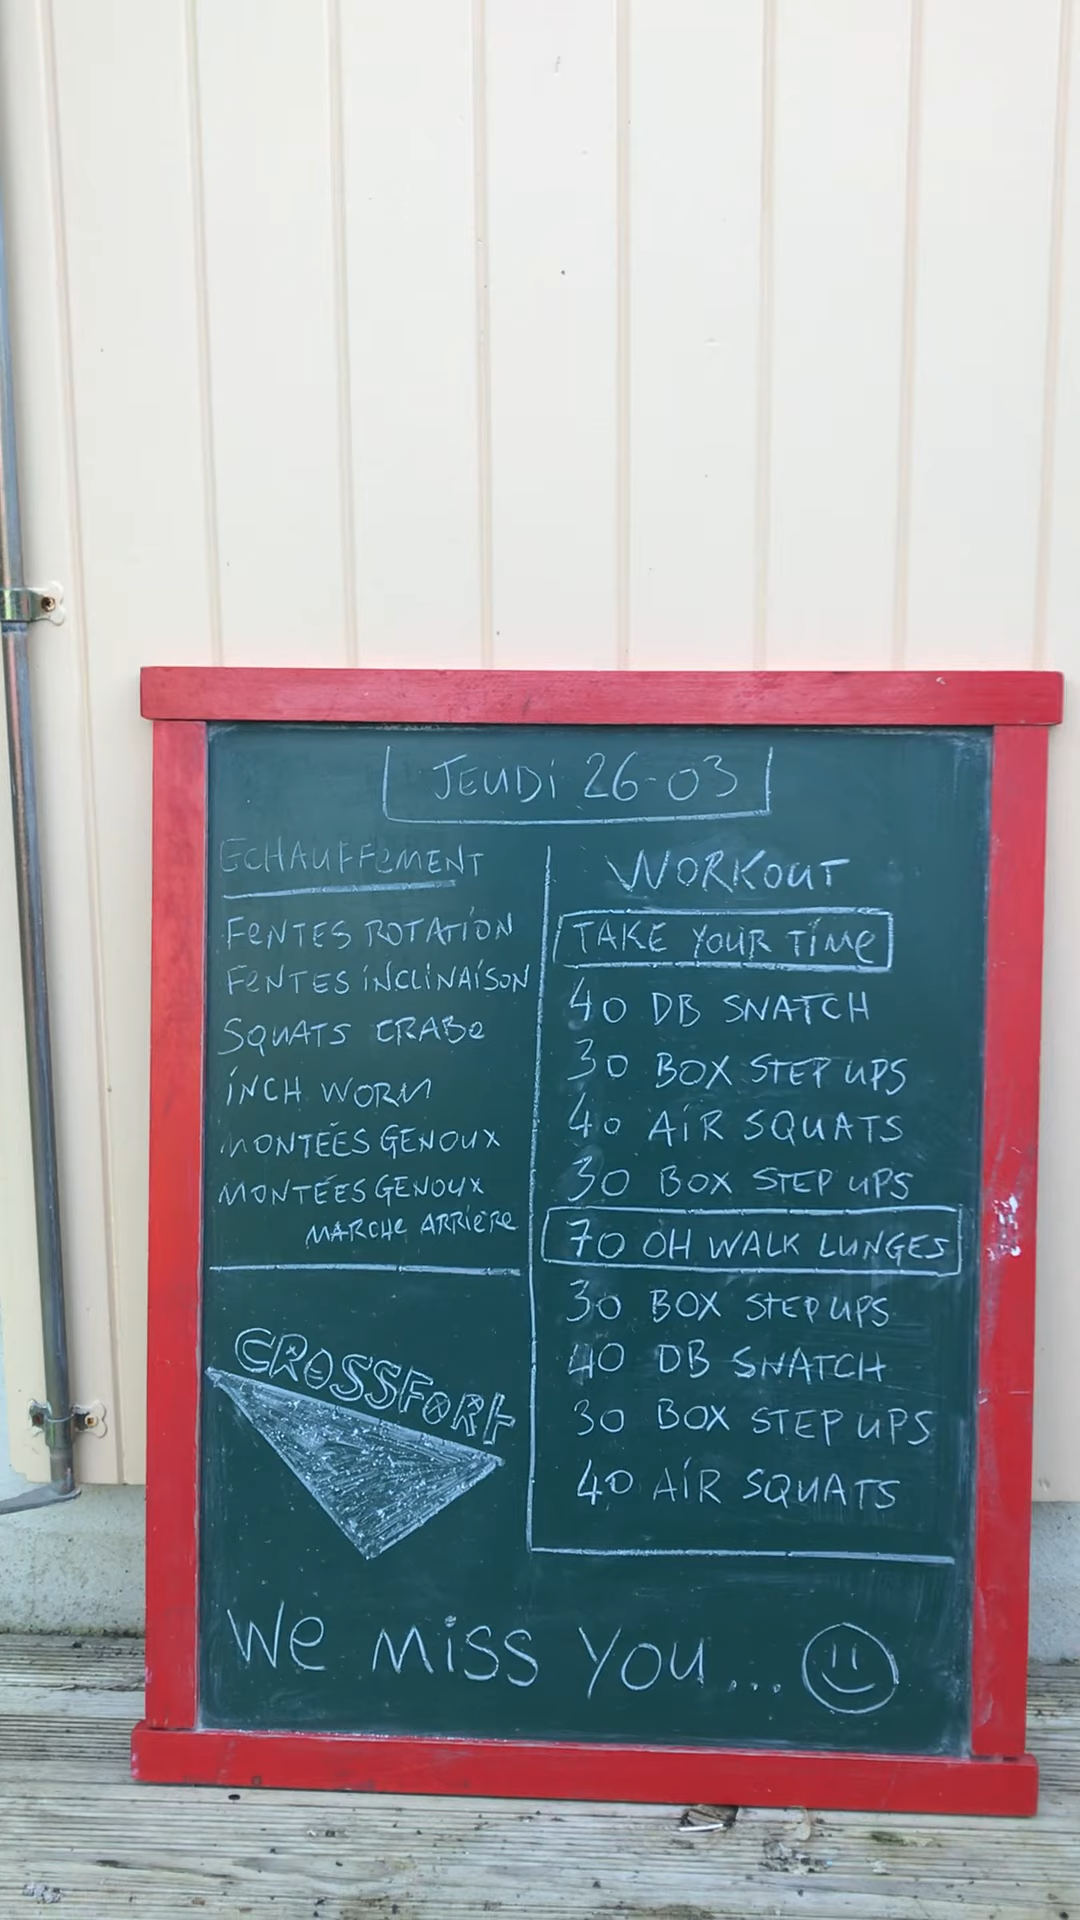 JEUDi 26-03
ECHAUFFEMENT
FENTES ROTATION
FENTES iNCLINAiSON
SQUATS CRABE
iNCH WORM
MONTÉES GENOUX
MONTÉES GENOUX
MARCHE ARRIÈRE
CROSSFORT
WORKOUT
TAKE YOUR TiME
40 DB SNATCH
30 BOX STEP UPS
40 AiR SQUATS
30 BOX STEP UPS
70 OH WALK LUNGES
30 BOX STEP UPS
40 DB SNATCH
30 BOX STEP UPS
40 AiR SQUATS
We MiSS YOU...